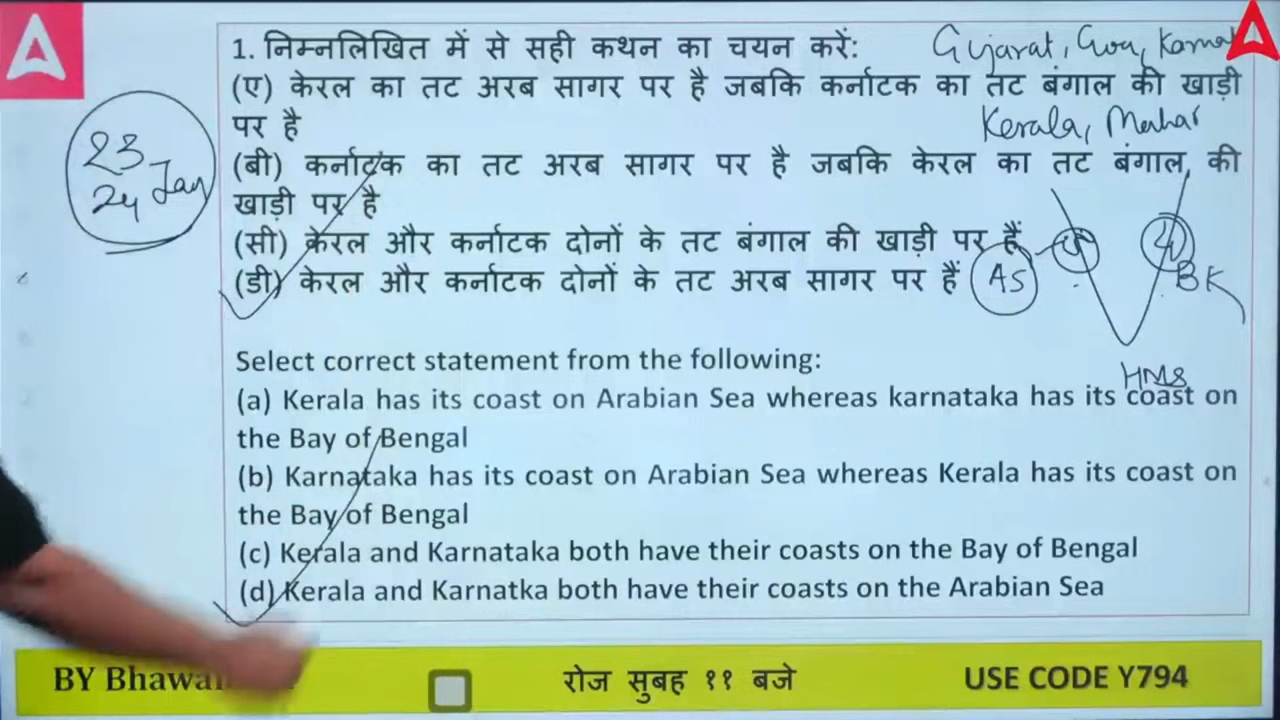 1. निम्नलिखित में से सही कथन का चयन करें:
Gujarat, Goa,
(ए) केरल का तट अरब सागर पर है जबकि कर्नाटक का तट बंगाल की खाड़ी
पर है
Kerala, Mahar
(बी) कर्नाटक का तट अरब सागर पर है जबकि केरल का तट बंगाल की
खाड़ी पर है
23
24 Jan
(सी) केरल और कर्नाटक दोनों के तट बंगाल की खाड़ी पर हैं
(डी) केरल और कर्नाटक दोनों के तट अरब सागर पर हैं
AS
5
4
BK
Select correct statement from the following:
HMS
(a) Kerala has its coast on Arabian Sea whereas karnataka has its coast on
the Bay of Bengal
(b) Karnataka has its coast on Arabian Sea whereas Kerala has its coast on
the Bay of Bengal
(c) Kerala and Karnataka both have their coasts on the Bay of Bengal
(d) Kerala and Karnatka both have their coasts on the Arabian Sea
BY
रोज सुबह ११ बजे
USE CODE Y794